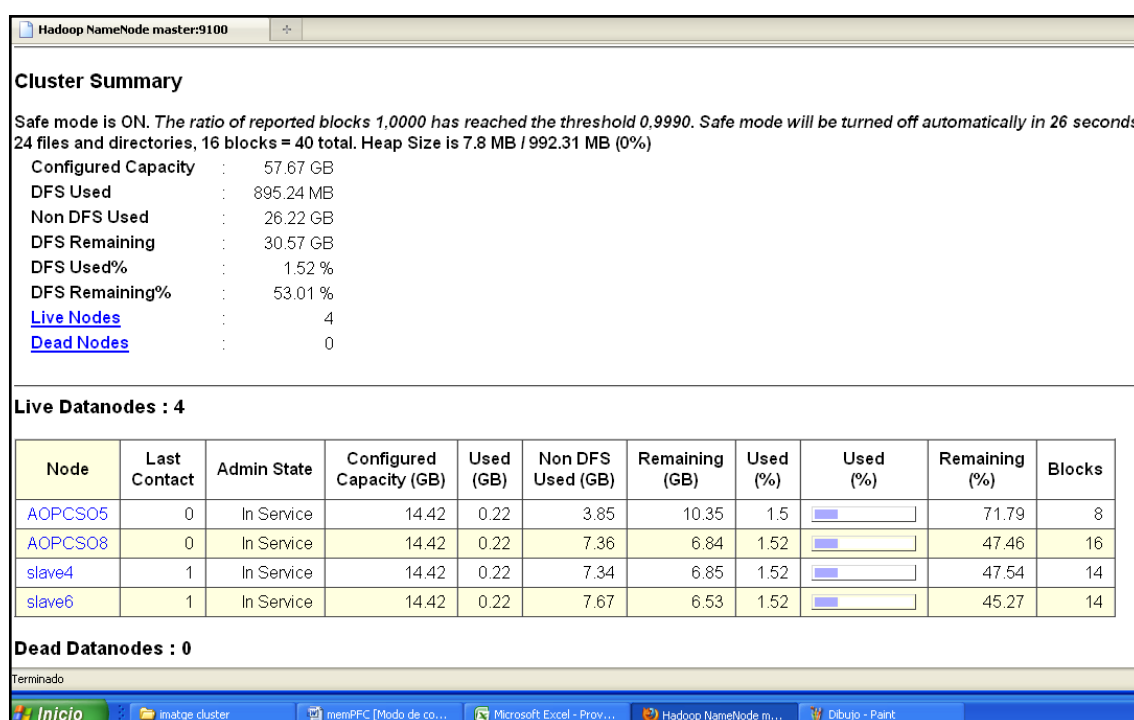 Hadoop NameNode master:9100
Cluster Summary
Safe mode is ON. The ratio of reported blocks 1,0000 has reached the threshold 0,9990. Safe mode will be turned off automatically in 26 seconds
24 files and directories, 16 blocks = 40 total. Heap Size is 7.8 MB / 992.31 MB (0%)
Configured Capacity : 57.67 GB
DFS Used : 895.24 MB
Non DFS Used : 26.22 GB
DFS Remaining : 30.57 GB
DFS Used% : 1.52 %
DFS Remaining% : 53.01 %
Live Nodes : 4
Dead Nodes : 0
Live Datanodes : 4
Node Last Contact Admin State Configured Capacity (GB) Used (GB) Non DFS Used (GB) Remaining (GB) Used (%) Used (%) Remaining (%) Blocks
AOPCSO5 0 In Service 14.42 0.22 3.85 10.35 1.5 71.79 8
AOPCSO8 0 In Service 14.42 0.22 7.36 6.84 1.52 47.46 16
slave4 1 In Service 14.42 0.22 7.34 6.85 1.52 47.54 14
slave6 1 In Service 14.42 0.22 7.67 6.53 1.52 45.27 14
Dead Datanodes : 0
Terminado
Inicio imatge cluster memPFC [Modo de co... Microsoft Excel - Prov... Hadoop NameNode m... Dibujo - Paint